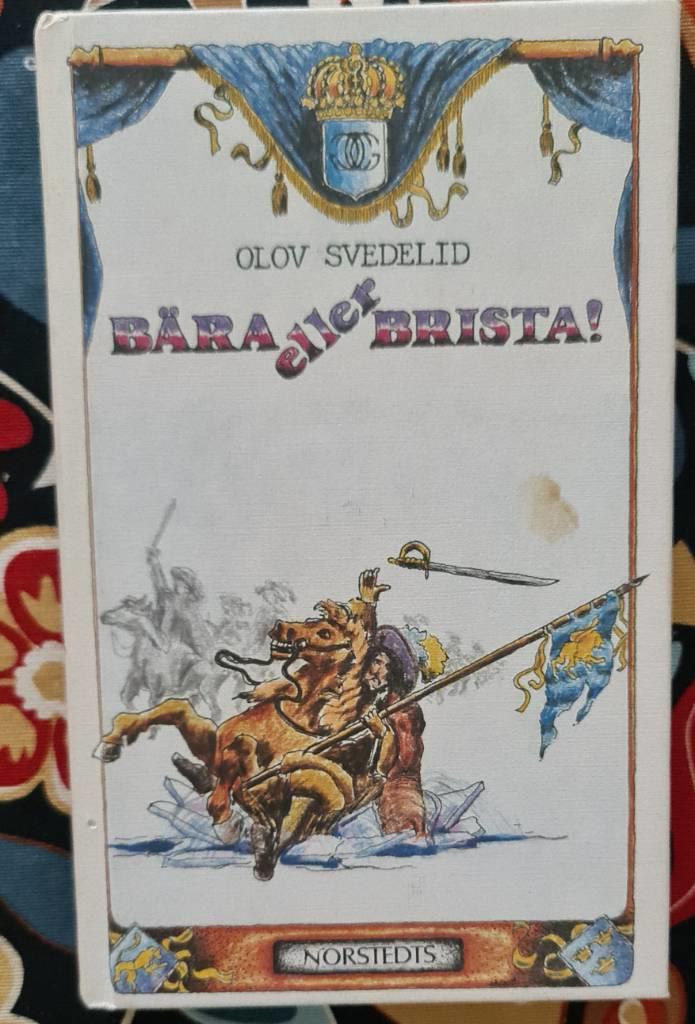 OLOV SVEDELID
BÄRA eller BRISTA!
NORSTEDTS